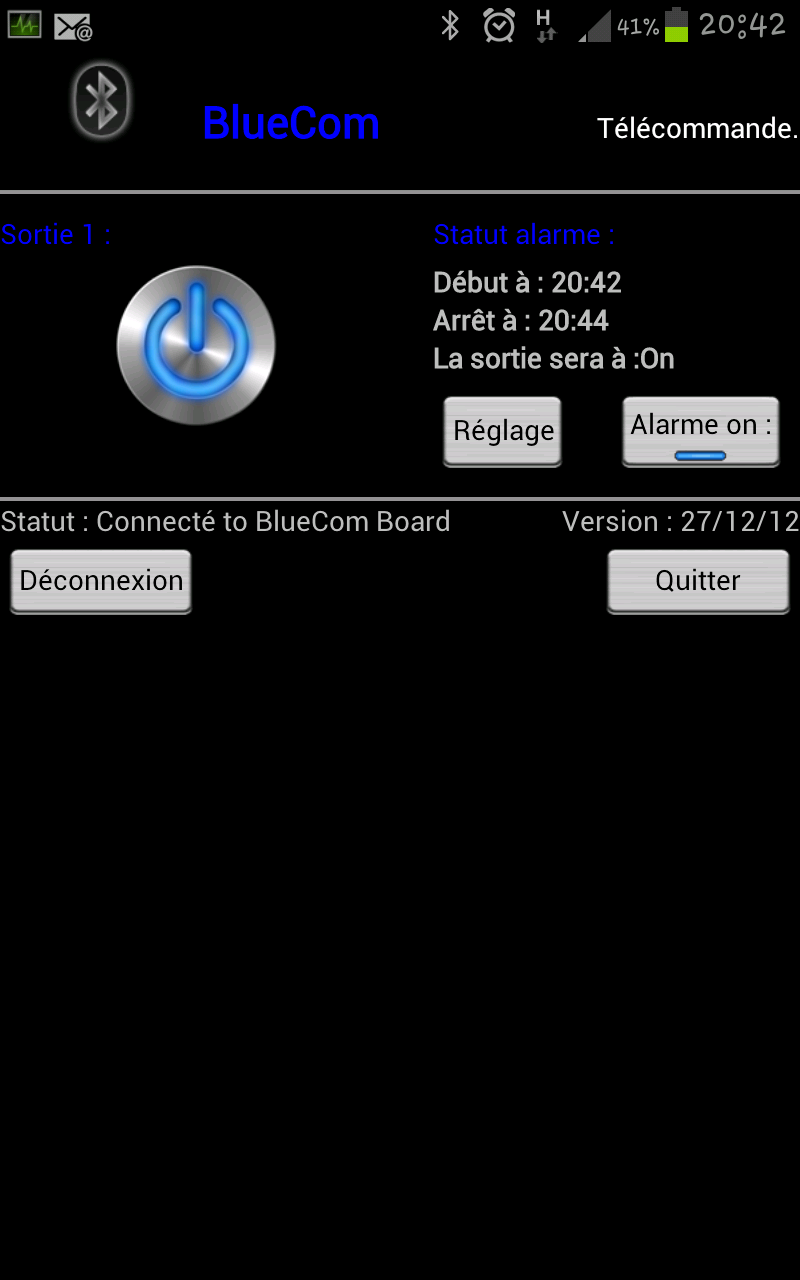 H 41% 20:42
BlueCom
Télécommande.
Sortie 1 :
Statut alarme :
Début à : 20:42
Arrêt à : 20:44
La sortie sera à :On
Réglage
Alarme on :
Statut : Connecté to BlueCom Board
Version : 27/12/12
Déconnexion
Quitter